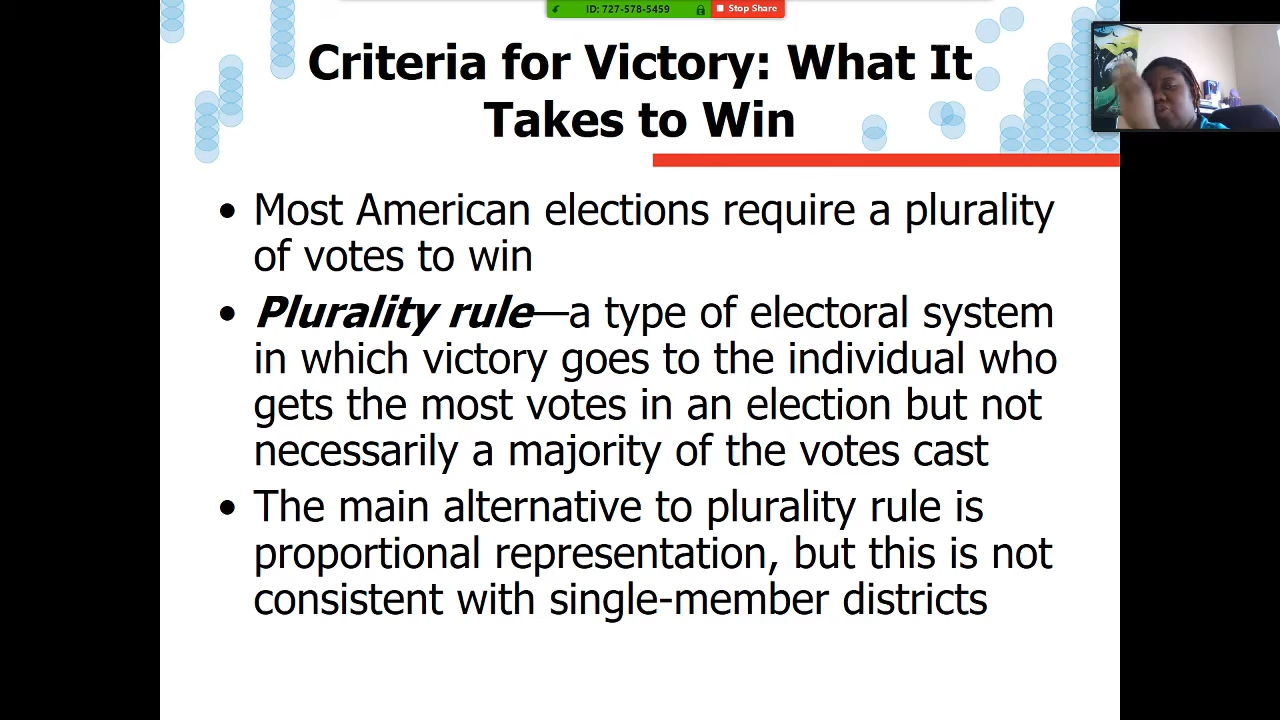 ID: 727-578-5459
Stop Share
Criteria for Victory: What It
Takes to Win
• Most American elections require a plurality
of votes to win
• Plurality rule—a type of electoral system
in which victory goes to the individual who
gets the most votes in an election but not
necessarily a majority of the votes cast
• The main alternative to plurality rule is
proportional representation, but this is not
consistent with single-member districts